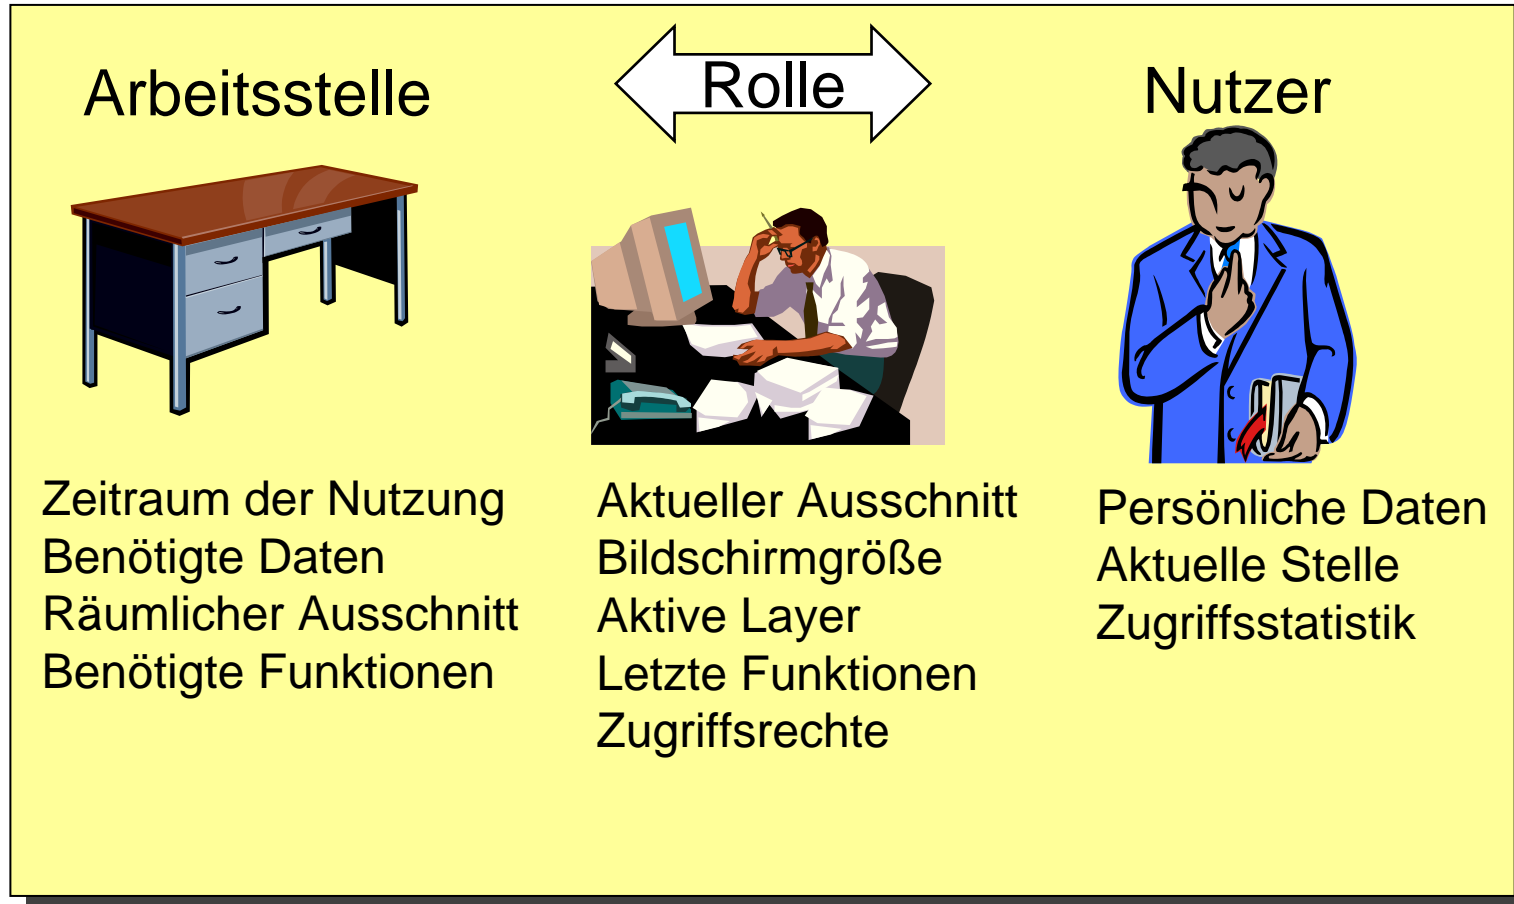 Arbeitsstelle
Rolle
Nutzer
Zeitraum der Nutzung
Benötigte Daten
Räumlicher Ausschnitt
Benötigte Funktionen
Aktueller Ausschnitt
Bildschirmgröße
Aktive Layer
Letzte Funktionen
Zugriffsrechte
Persönliche Daten
Aktuelle Stelle
Zugriffsstatistik